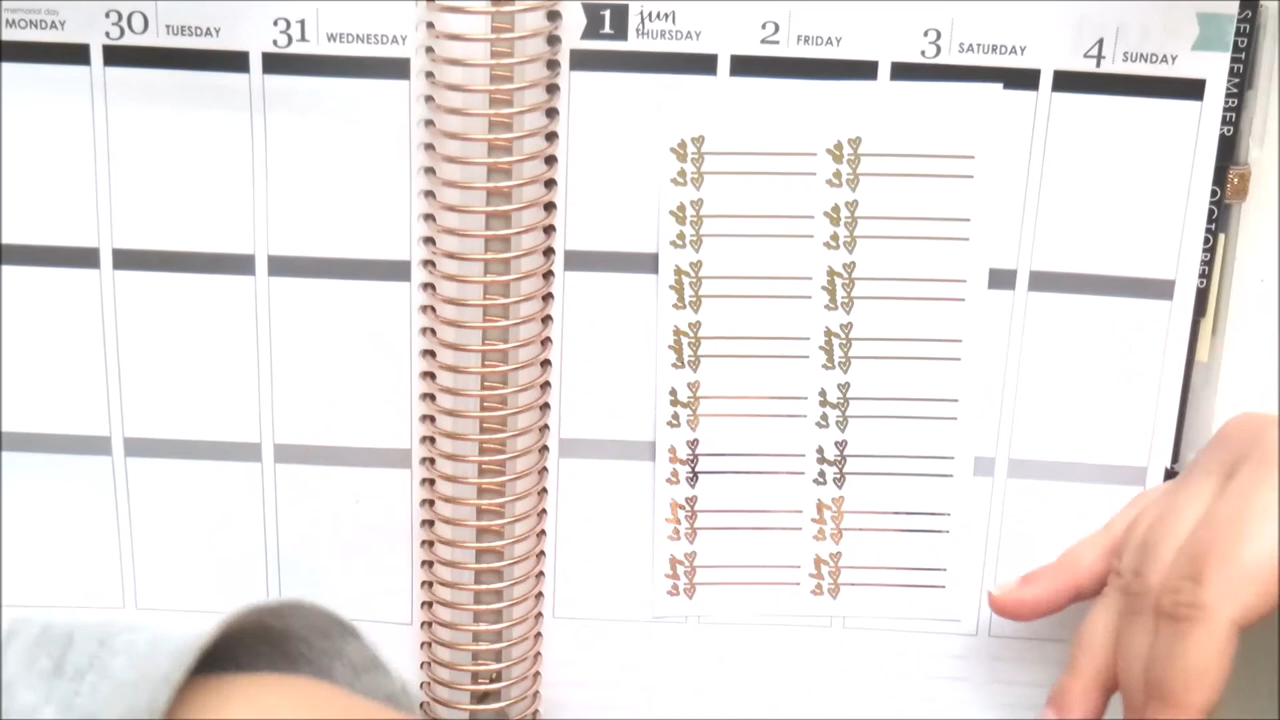 memorial day
MONDAY
30 TUESDAY
31 WEDNESDAY
1 jun THURSDAY
2 FRIDAY
3 SATURDAY
4 SUNDAY
SEPTEMBER
OCTOBER
to do to do
to do to do
today today
today today
to go to go
to go to go
to buy to buy
to buy to buy